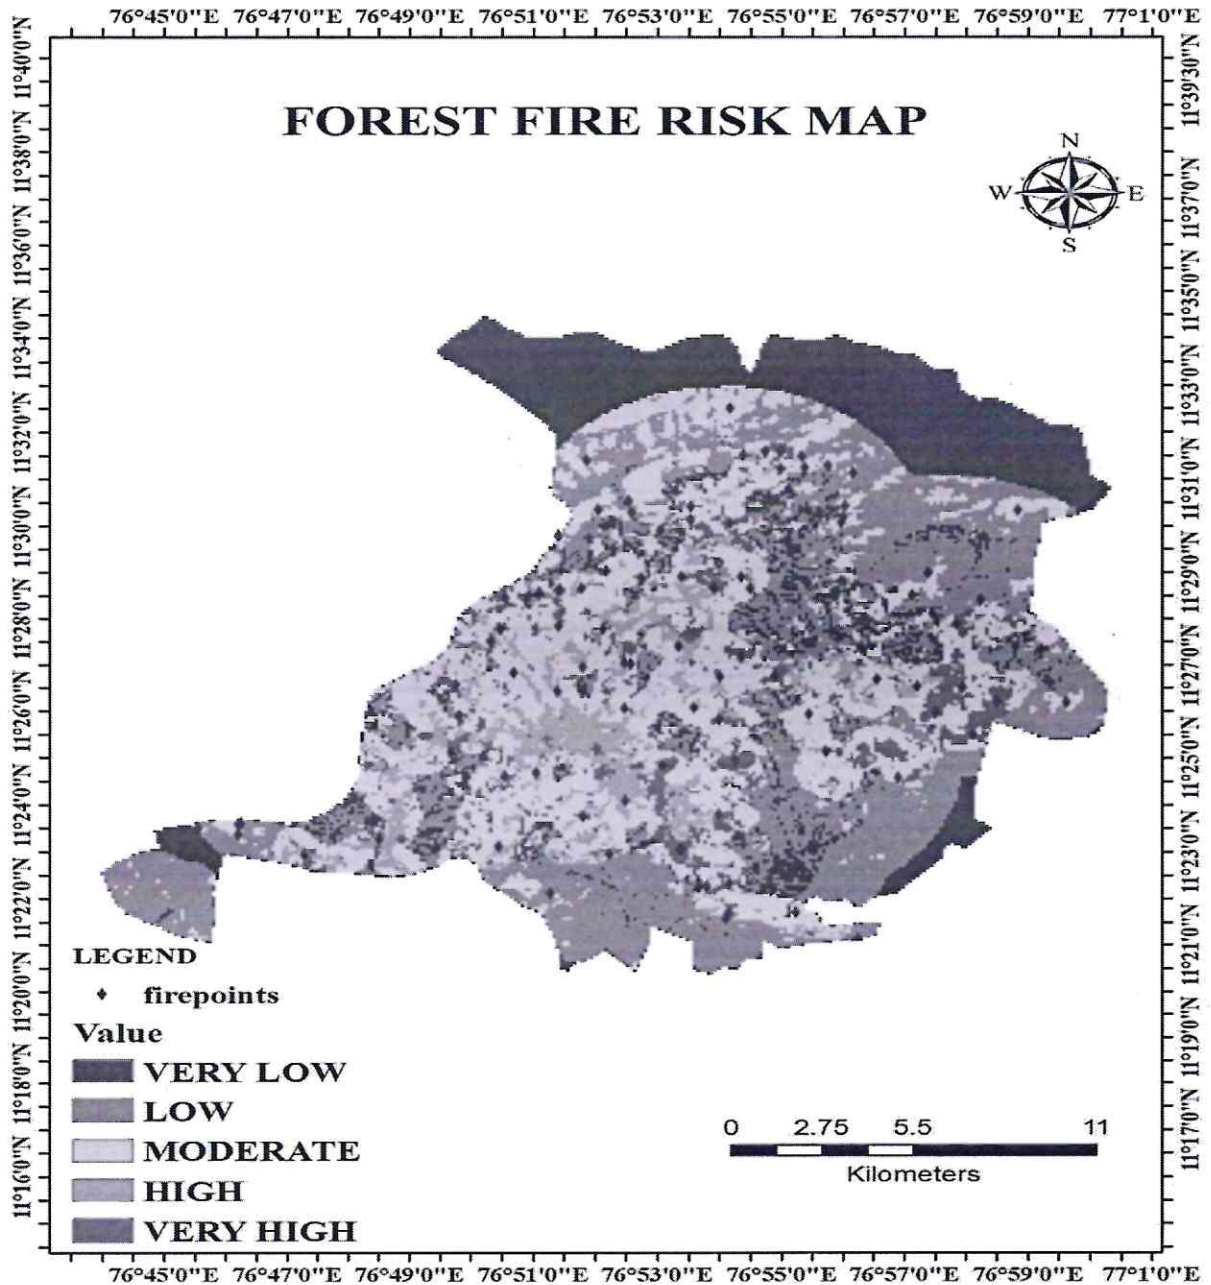 76°45'0"E 76°47'0"E 76°49'0"E 76°51'0"E 76°53'0"E 76°55'0"E 76°57'0"E 76°59'0"E 77°1'0"E
FOREST FIRE RISK MAP
N
W E
S
11°40'0"N
11°38'0"N
11°36'0"N
11°34'0"N
11°32'0"N
11°30'0"N
11°28'0"N
11°26'0"N
11°24'0"N
11°22'0"N
11°20'0"N
11°18'0"N
11°16'0"N
11°39'30"N
11°37'0"N
11°35'0"N
11°33'0"N
11°31'0"N
11°29'0"N
11°27'0"N
11°25'0"N
11°23'0"N
11°21'0"N
11°19'0"N
11°17'0"N
LEGEND
firepoints
Value
VERY LOW
LOW
MODERATE
HIGH
VERY HIGH
0 2.75 5.5 11
Kilometers
76°45'0"E 76°47'0"E 76°49'0"E 76°51'0"E 76°53'0"E 76°55'0"E 76°57'0"E 76°59'0"E 77°1'0"E